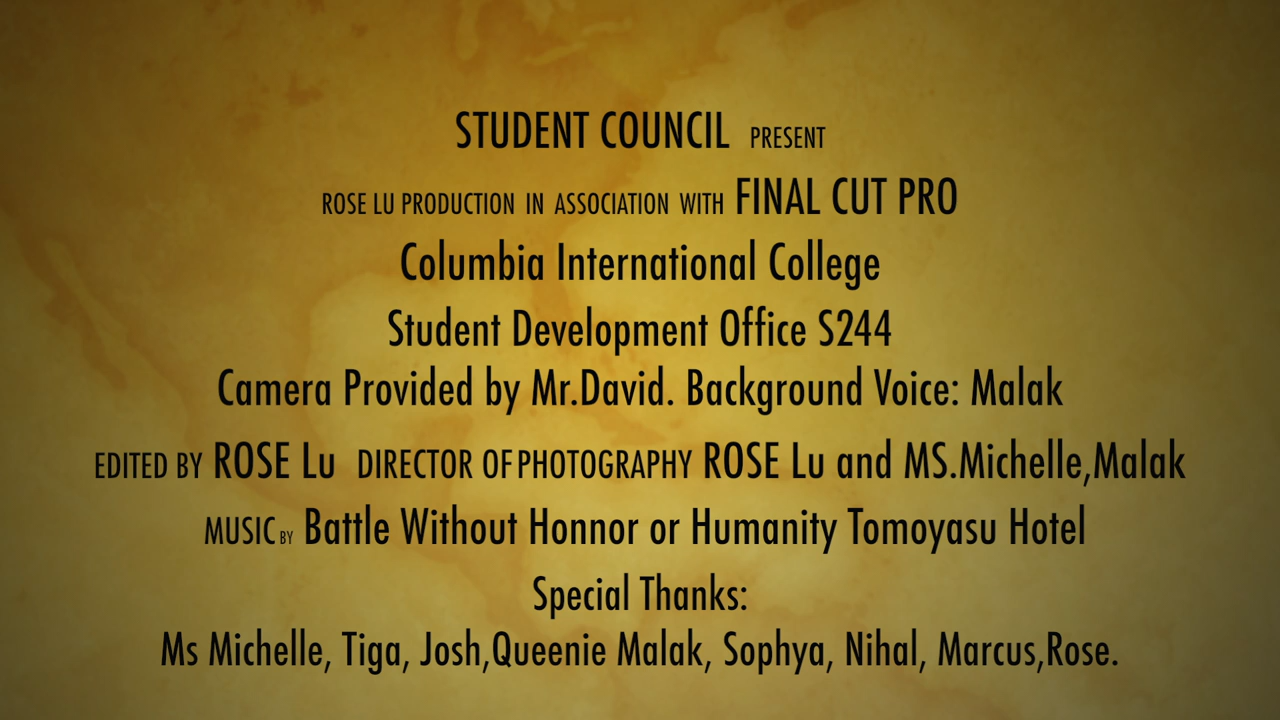 STUDENT COUNCIL PRESENT
ROSE LU PRODUCTION IN ASSOCIATION WITH FINAL CUT PRO
Columbia International College
Student Development Office S244
Camera Provided by Mr.David. Background Voice: Malak
EDITED BY ROSE Lu DIRECTOR OF PHOTOGRAPHY ROSE Lu and MS.Michelle,Malak
MUSIC BY Battle Without Honnor or Humanity Tomoyasu Hotel
Special Thanks:
Ms Michelle, Tiga, Josh,Queenie Malak, Sophya, Nihal, Marcus,Rose.